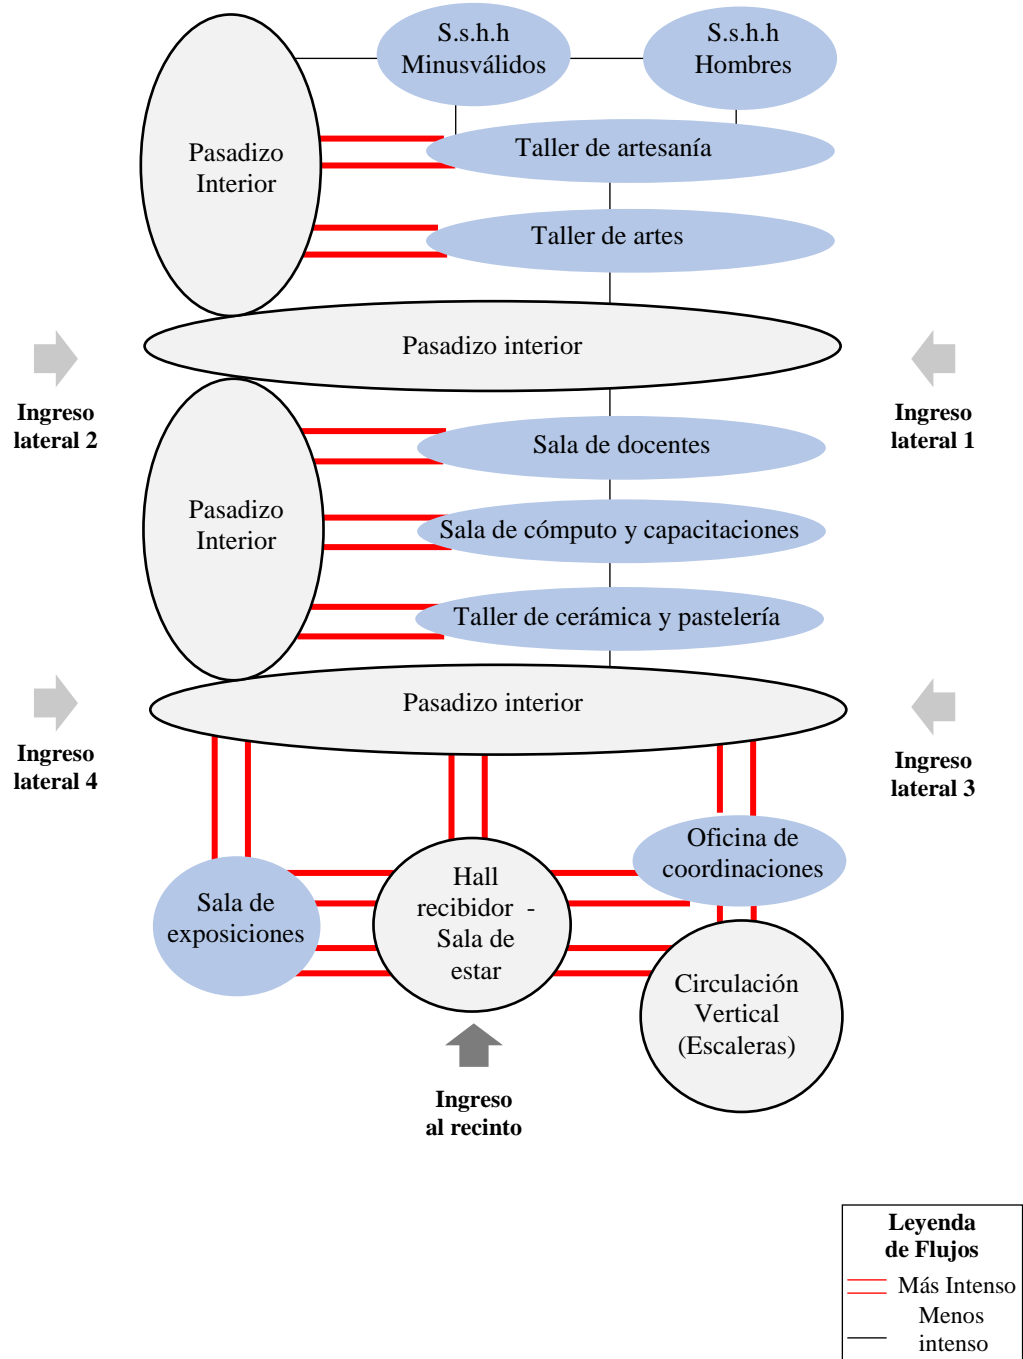 S.s.h.h
Minusválidos
S.s.h.h
Hombres
Pasadizo
Interior
Taller de artesanía
Taller de artes
Pasadizo interior
Ingreso
lateral 2
Ingreso
lateral 1
Pasadizo
Interior
Sala de docentes
Sala de cómputo y capacitaciones
Taller de cerámica y pastelería
Pasadizo interior
Ingreso
lateral 4
Ingreso
lateral 3
Sala de
exposiciones
Hall
recibidor -
Sala de
estar
Oficina de
coordinaciones
Circulación
Vertical
(Escaleras)
Ingreso
al recinto
Leyenda
de Flujos
Más Intenso
Menos
intenso